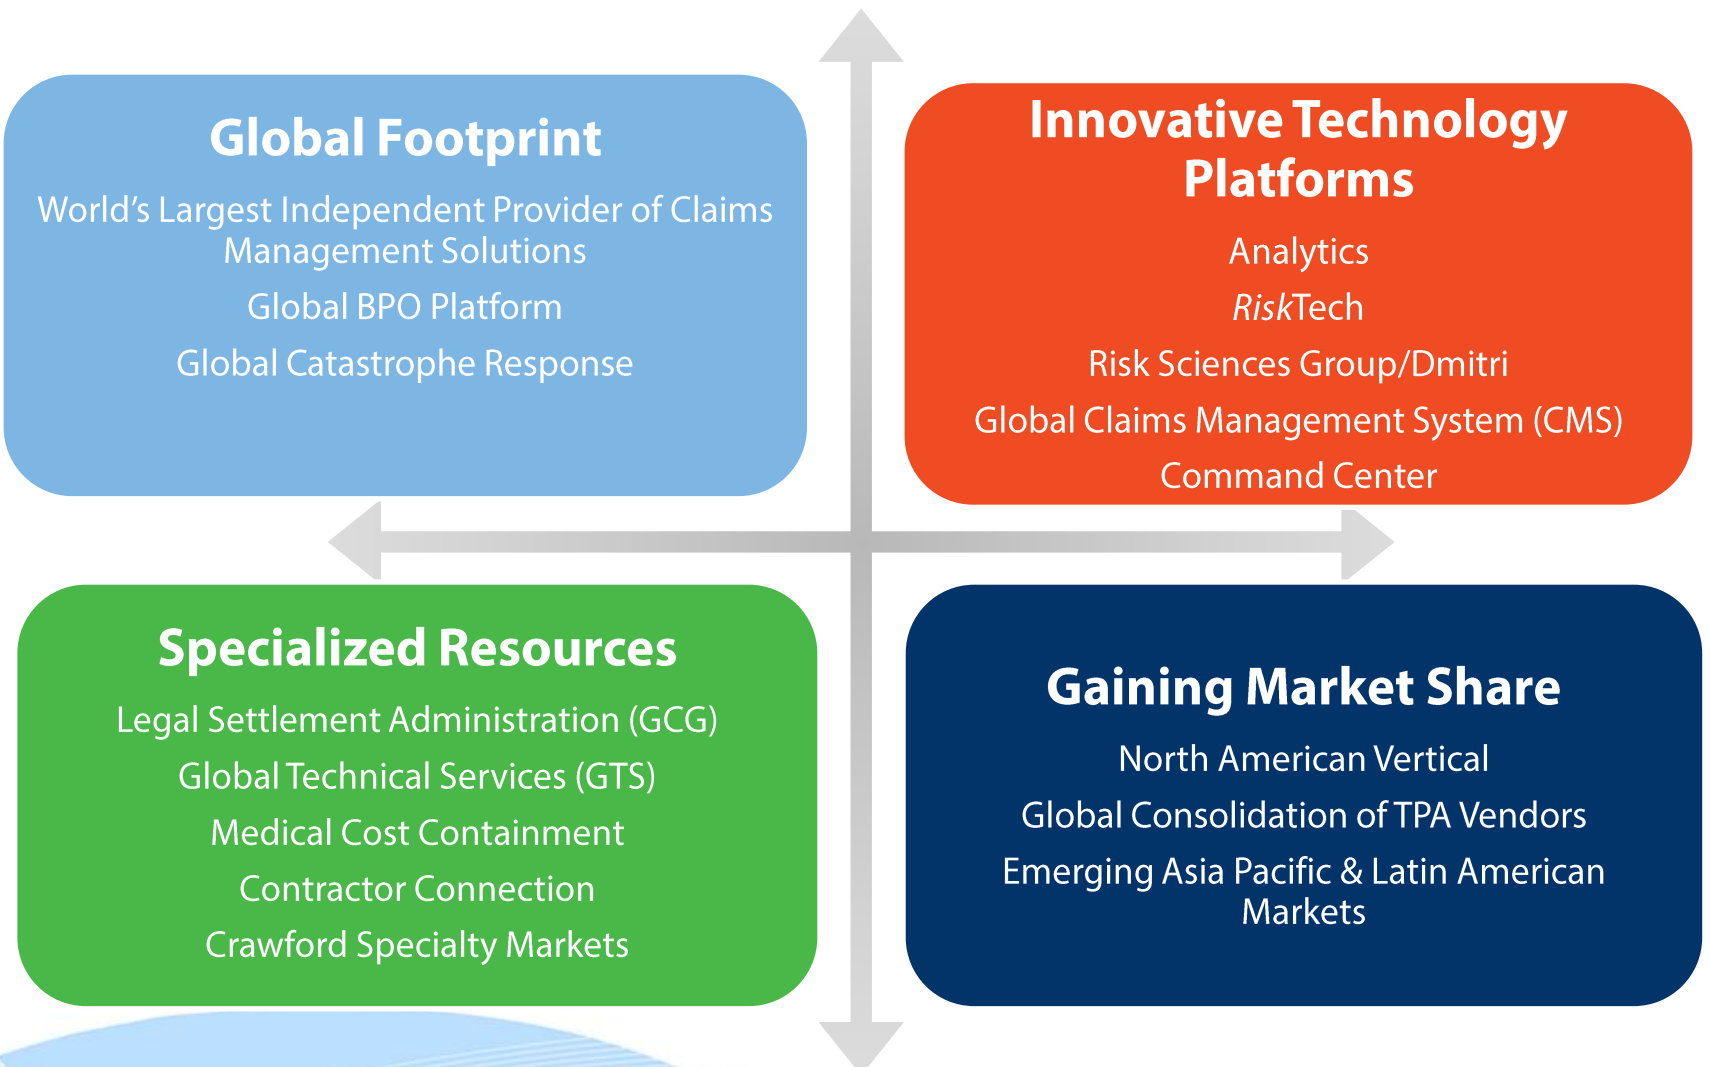 Global Footprint
World’s Largest Independent Provider of Claims
Management Solutions
Global BPO Platform
Global Catastrophe Response
Innovative Technology
Platforms
Analytics
RiskTech
Risk Sciences Group/Dmitri
Global Claims Management System (CMS)
Command Center
Specialized Resources
Legal Settlement Administration (GCG)
Global Technical Services (GTS)
Medical Cost Containment
Contractor Connection
Crawford Specialty Markets
Gaining Market Share
North American Vertical
Global Consolidation of TPA Vendors
Emerging Asia Pacific & Latin American
Markets